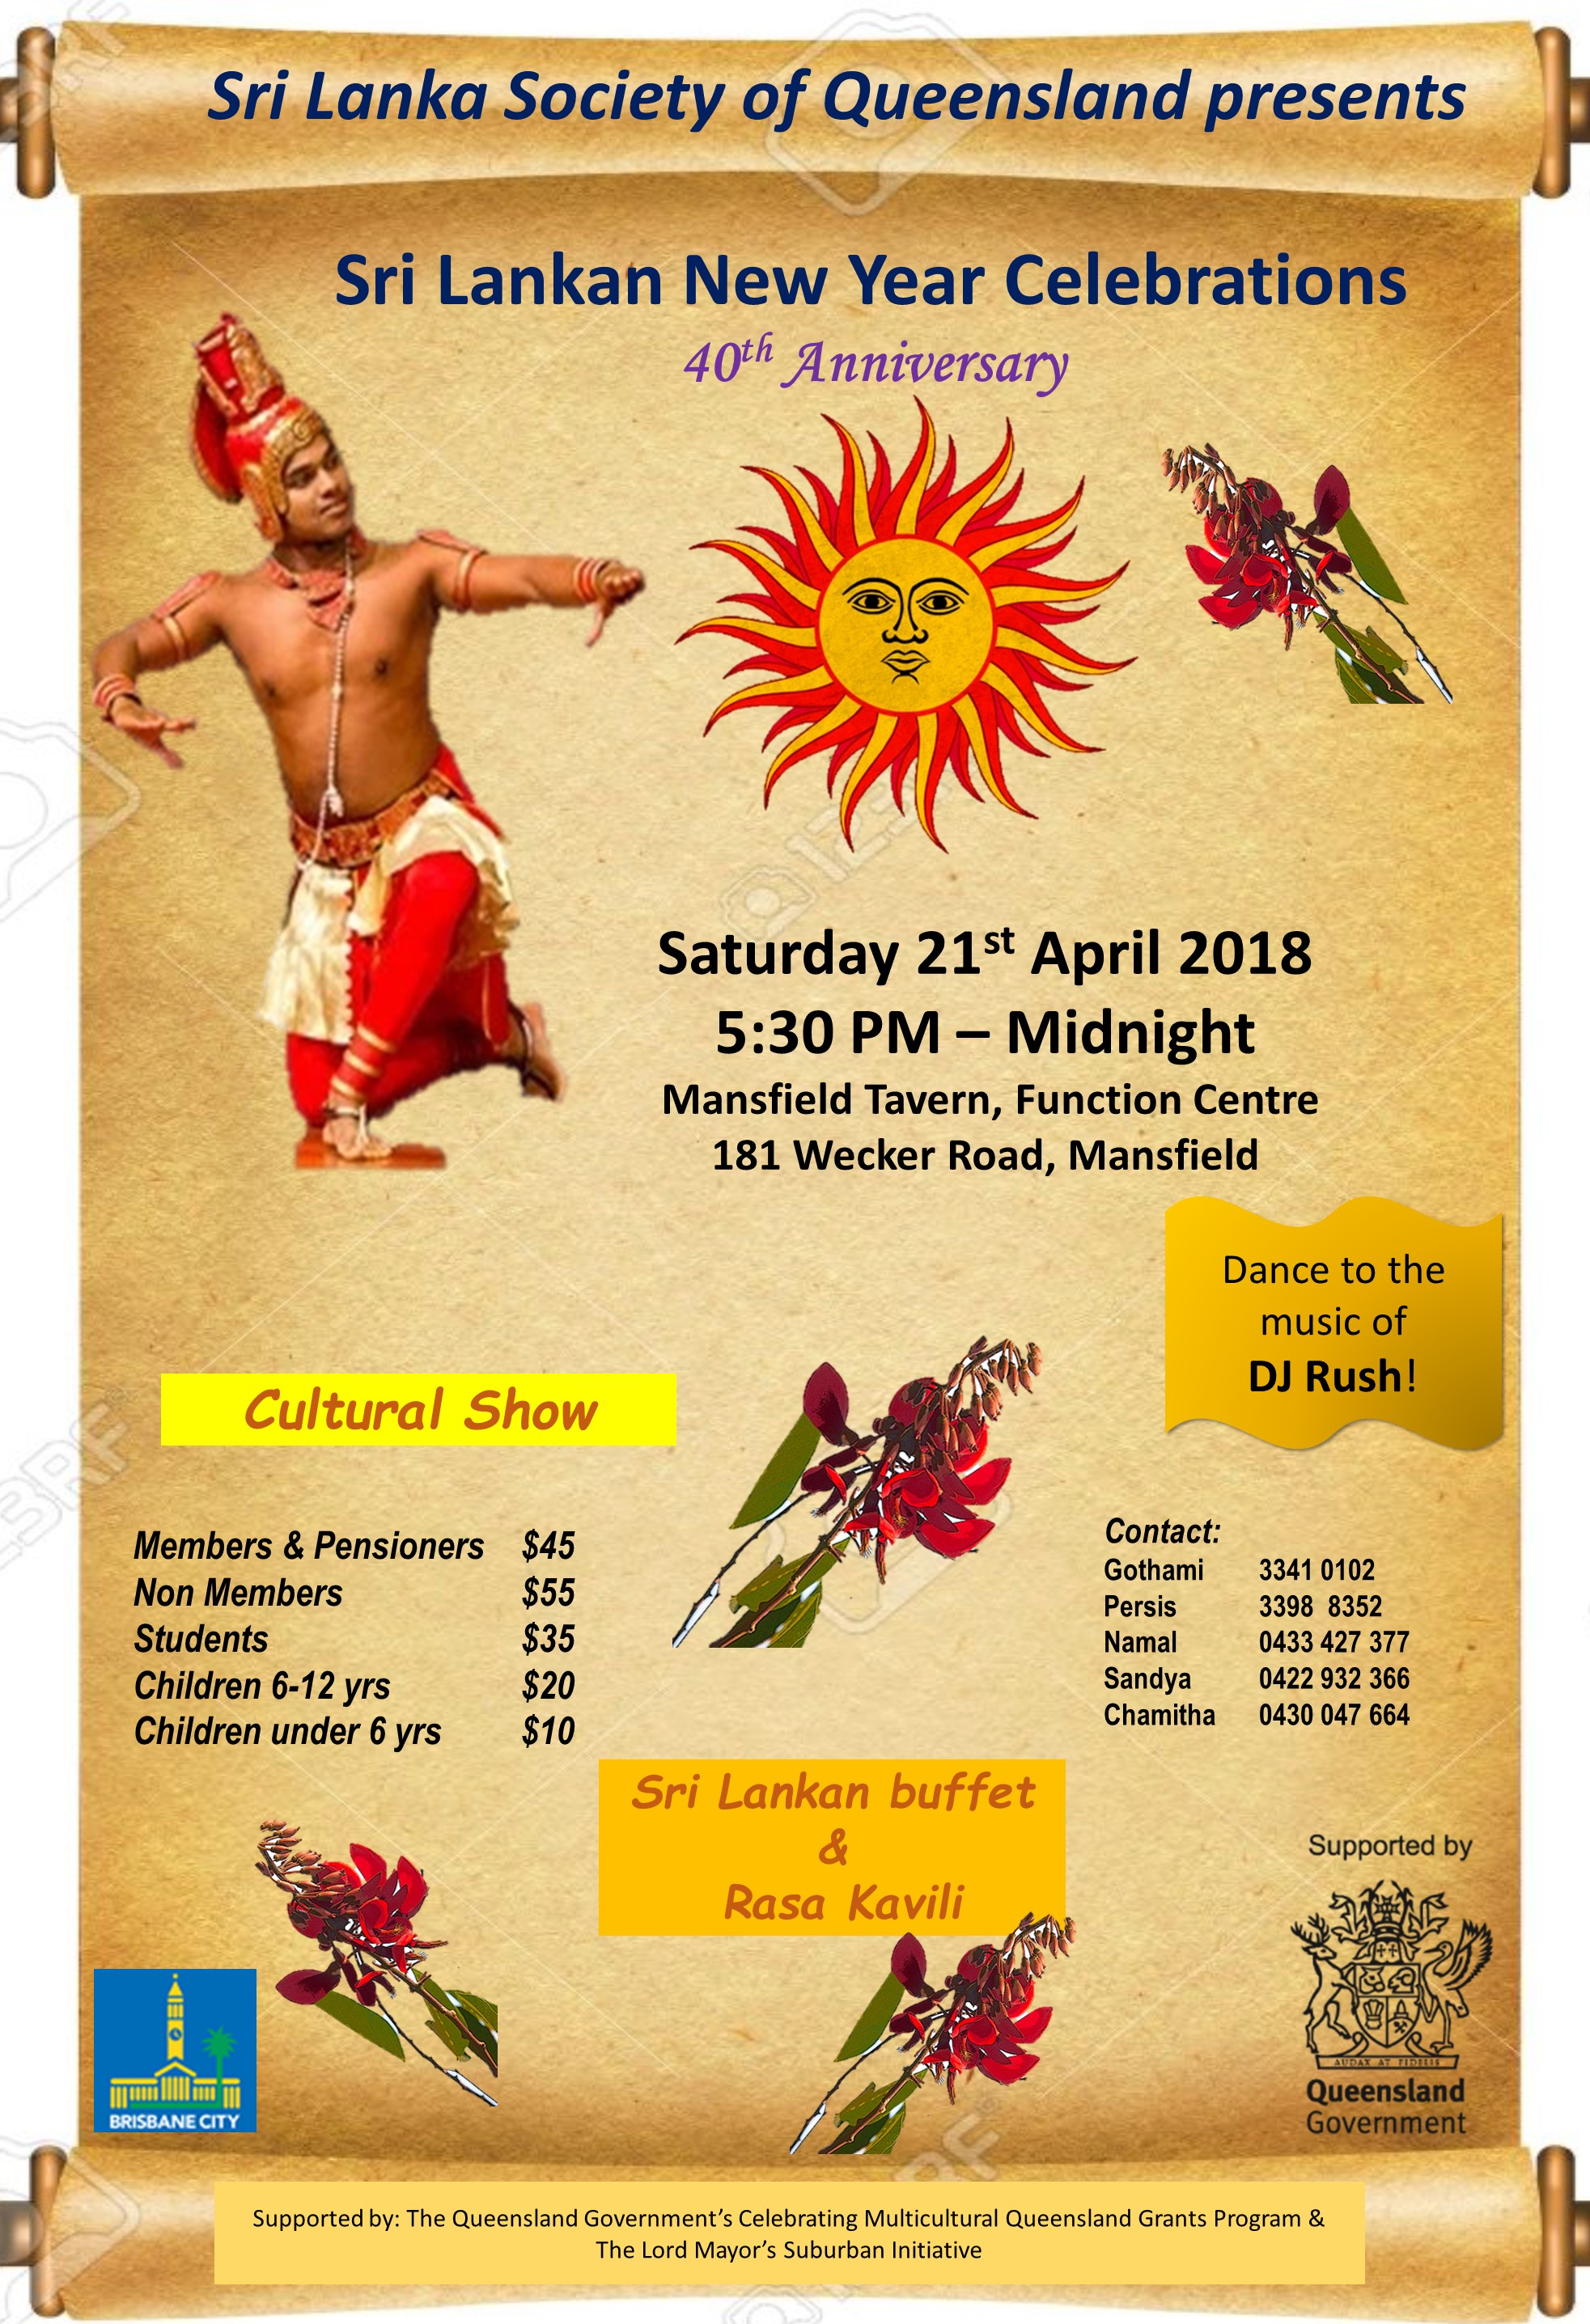 Sri Lanka Society of Queensland presents
Sri Lankan New Year Celebrations
40th Anniversary
Saturday 21st April 2018
5:30 PM – Midnight
Mansfield Tavern, Function Centre
181 Wecker Road, Mansfield
Dance to the
music of
DJ Rush!
Cultural Show
Members & Pensioners $45
Non Members $55
Students $35
Children 6-12 yrs $20
Children under 6 yrs $10
Contact:
Gothami 3341 0102
Persis 3398 8352
Namal 0433 427 377
Sandya 0422 932 366
Chamitha 0430 047 664
Sri Lankan buffet
&
Rasa Kavili
Supported by
AUDAX AT FIDELIS
Queensland
Government
BRISBANE CITY
Supported by: The Queensland Government's Celebrating Multicultural Queensland Grants Program &
The Lord Mayor's Suburban Initiative